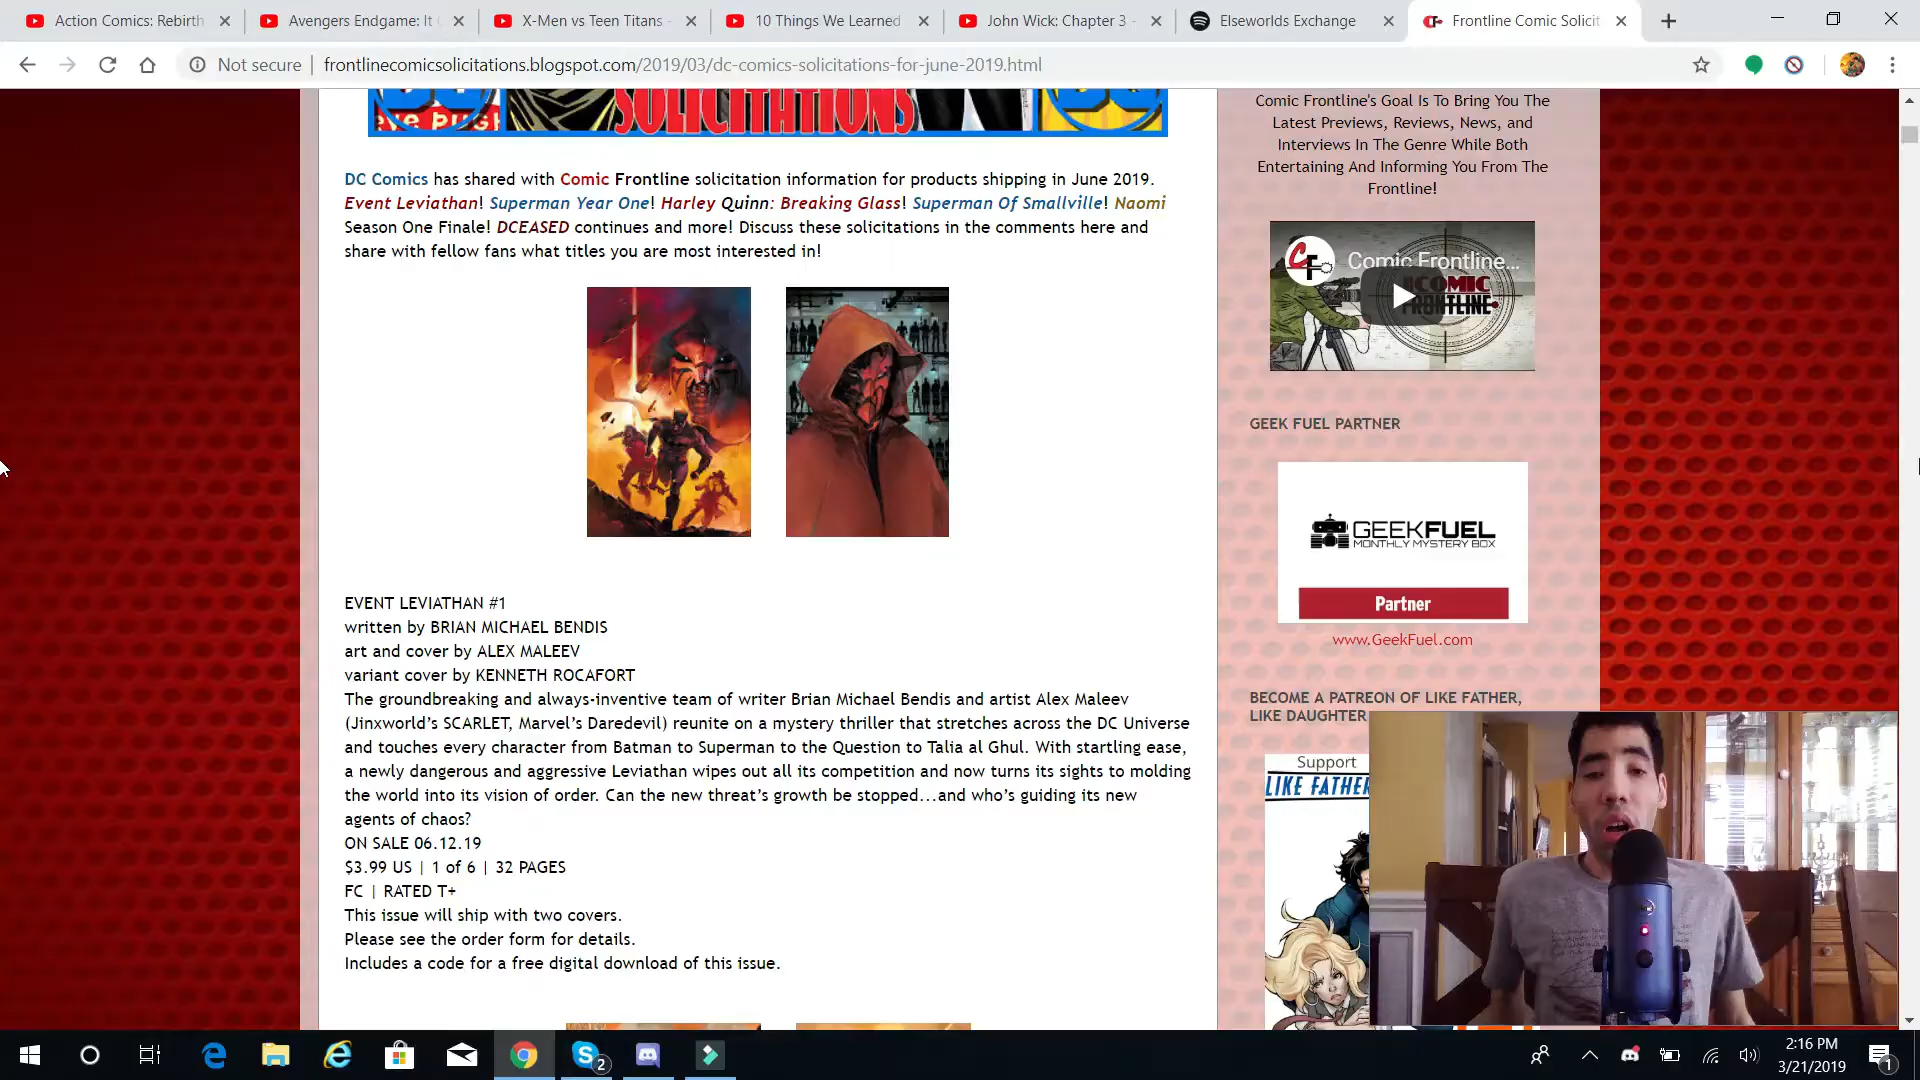 Action Comics: Rebirth
Avengers Endgame: It
X-Men vs Teen Titans -
10 Things We Learned
John Wick: Chapter 3 -
Elseworlds Exchange
Frontline Comic Solicit
Not secure
frontlinecomicsolicitations.blogspot.com/2019/03/dc-comics-solicitations-for-june-2019.html
SOLICITATIONS
DC Comics has shared with Comic Frontline solicitation information for products shipping in June 2019.
Event Leviathan! Superman Year One! Harley Quinn: Breaking Glass! Superman Of Smallville! Naomi
Season One Finale! DCEASED continues and more! Discuss these solicitations in the comments here and
share with fellow fans what titles you are most interested in!
EVENT LEVIATHAN #1
written by BRIAN MICHAEL BENDIS
art and cover by ALEX MALEEV
variant cover by KENNETH ROCAFORT
The groundbreaking and always-inventive team of writer Brian Michael Bendis and artist Alex Maleev
(Jinxworld’s SCARLET, Marvel’s Daredevil) reunite on a mystery thriller that stretches across the DC Universe
and touches every character from Batman to Superman to the Question to Talia al Ghul. With startling ease,
a newly dangerous and aggressive Leviathan wipes out all its competition and now turns its sights to molding
the world into its vision of order. Can the new threat’s growth be stopped...and who’s guiding its new
agents of chaos?
ON SALE 06.12.19
$3.99 US | 1 of 6 | 32 PAGES
FC | RATED T+
This issue will ship with two covers.
Please see the order form for details.
Includes a code for a free digital download of this issue.
Comic Frontline's Goal Is To Bring You The
Latest Previews, Reviews, News, and
Interviews In The Genre While Both
Entertaining And Informing You From The
Frontline!
Comic Frontline...
COMIC
FRONTLINE
GEEK FUEL PARTNER
GEEKFUEL
MONTHLY MYSTERY BOX
Partner
www.GeekFuel.com
BECOME A PATREON OF LIKE FATHER,
LIKE DAUGHTER
Support
LIKE FATHER
2
2:16 PM
3/21/2019
1